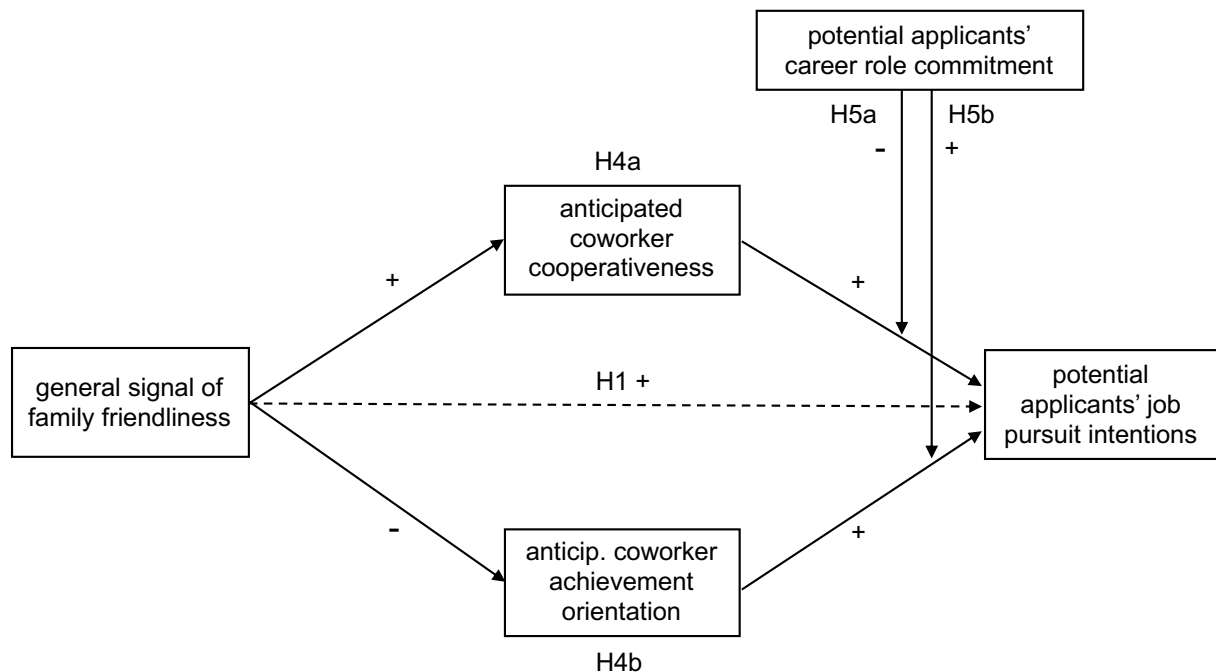 potential applicants’
career role commitment
H5a
H5b
-
+
H4a
anticipated
coworker
cooperativeness
+
+
general signal of
family friendliness
H1 +
potential
applicants’ job
pursuit intentions
-
+
anticip. coworker
achievement
orientation
H4b